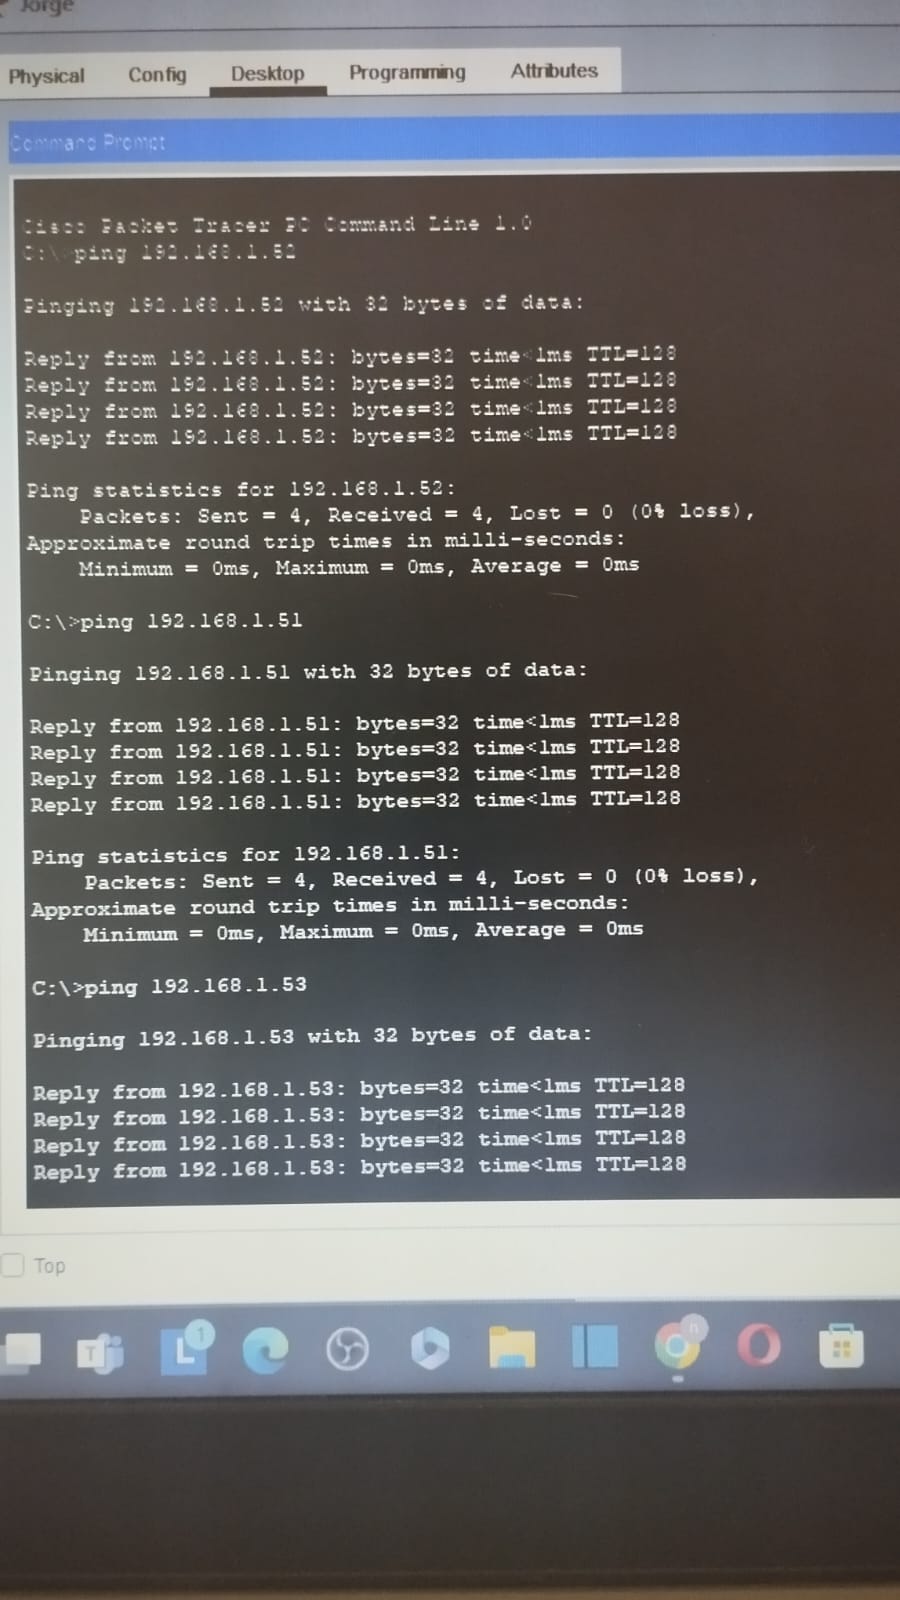 Jorge
Physical Config Desktop Programming Attributes
Command Prompt
Cisco Packet Tracer PC Command Line 1.0
C:\>ping 192.168.1.52
Pinging 192.168.1.52 with 32 bytes of data:
Reply from 192.168.1.52: bytes=32 time<1ms TTL=128
Reply from 192.168.1.52: bytes=32 time<1ms TTL=128
Reply from 192.168.1.52: bytes=32 time<1ms TTL=128
Reply from 192.168.1.52: bytes=32 time<1ms TTL=128
Ping statistics for 192.168.1.52:
Packets: Sent = 4, Received = 4, Lost = 0 (0% loss),
Approximate round trip times in milli-seconds:
Minimum = 0ms, Maximum = 0ms, Average = 0ms
C:\>ping 192.168.1.51
Pinging 192.168.1.51 with 32 bytes of data:
Reply from 192.168.1.51: bytes=32 time<1ms TTL=128
Reply from 192.168.1.51: bytes=32 time<1ms TTL=128
Reply from 192.168.1.51: bytes=32 time<1ms TTL=128
Reply from 192.168.1.51: bytes=32 time<1ms TTL=128
Ping statistics for 192.168.1.51:
Packets: Sent = 4, Received = 4, Lost = 0 (0% loss),
Approximate round trip times in milli-seconds:
Minimum = 0ms, Maximum = 0ms, Average = 0ms
C:\>ping 192.168.1.53
Pinging 192.168.1.53 with 32 bytes of data:
Reply from 192.168.1.53: bytes=32 time<1ms TTL=128
Reply from 192.168.1.53: bytes=32 time<1ms TTL=128
Reply from 192.168.1.53: bytes=32 time<1ms TTL=128
Reply from 192.168.1.53: bytes=32 time<1ms TTL=128
Top
T L 1 n